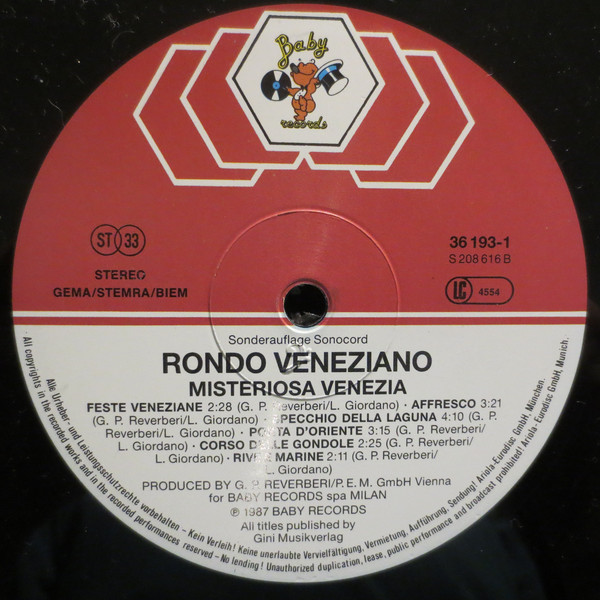 Baby
records
ST 33
STEREO
GEMA/STEMRA/BIEM
36 193-1
S 208 616 B
LC 4554
Sonderauflage Sonocord
RONDO VENEZIANO
MISTERIOSA VENEZIA
FESTE VENEZIANE 2:28 (G. P. Reverberi/L. Giordano) · AFFRESCO 3:21
(G. P. Reverberi/L. Giordano) · SPECCHIO DELLA LAGUNA 4:10 (G. P.
Reverberi/L. Giordano) · PORTA D'ORIENTE 3:15 (G. P. Reverberi/
L. Giordano) · CORSO DELLE GONDOLE 2:25 (G. P. Reverberi/
L. Giordano) · RIVE MARINE 2:11 (G. P. Reverberi/
L. Giordano)
PRODUCED BY G. P. REVERBERI/P. E. M. GmbH Vienna
for BABY RECORDS spa MILAN
℗ 1987 BABY RECORDS
All titles published by
Gini Musikverlag
Alle Urheber- und Leistungsschutzrechte vorbehalten – Kein Verleih! Keine unerlaubte Vervielfältigung, Vermietung, Aufführung, Sendung! Ariola-Eurodisc GmbH, München.
All copyrights in the recorded works and in the recorded performances reserved – No lending! Unauthorized duplication, lease, public performance and broadcast prohibited! Ariola-Eurodisc GmbH, Munich.